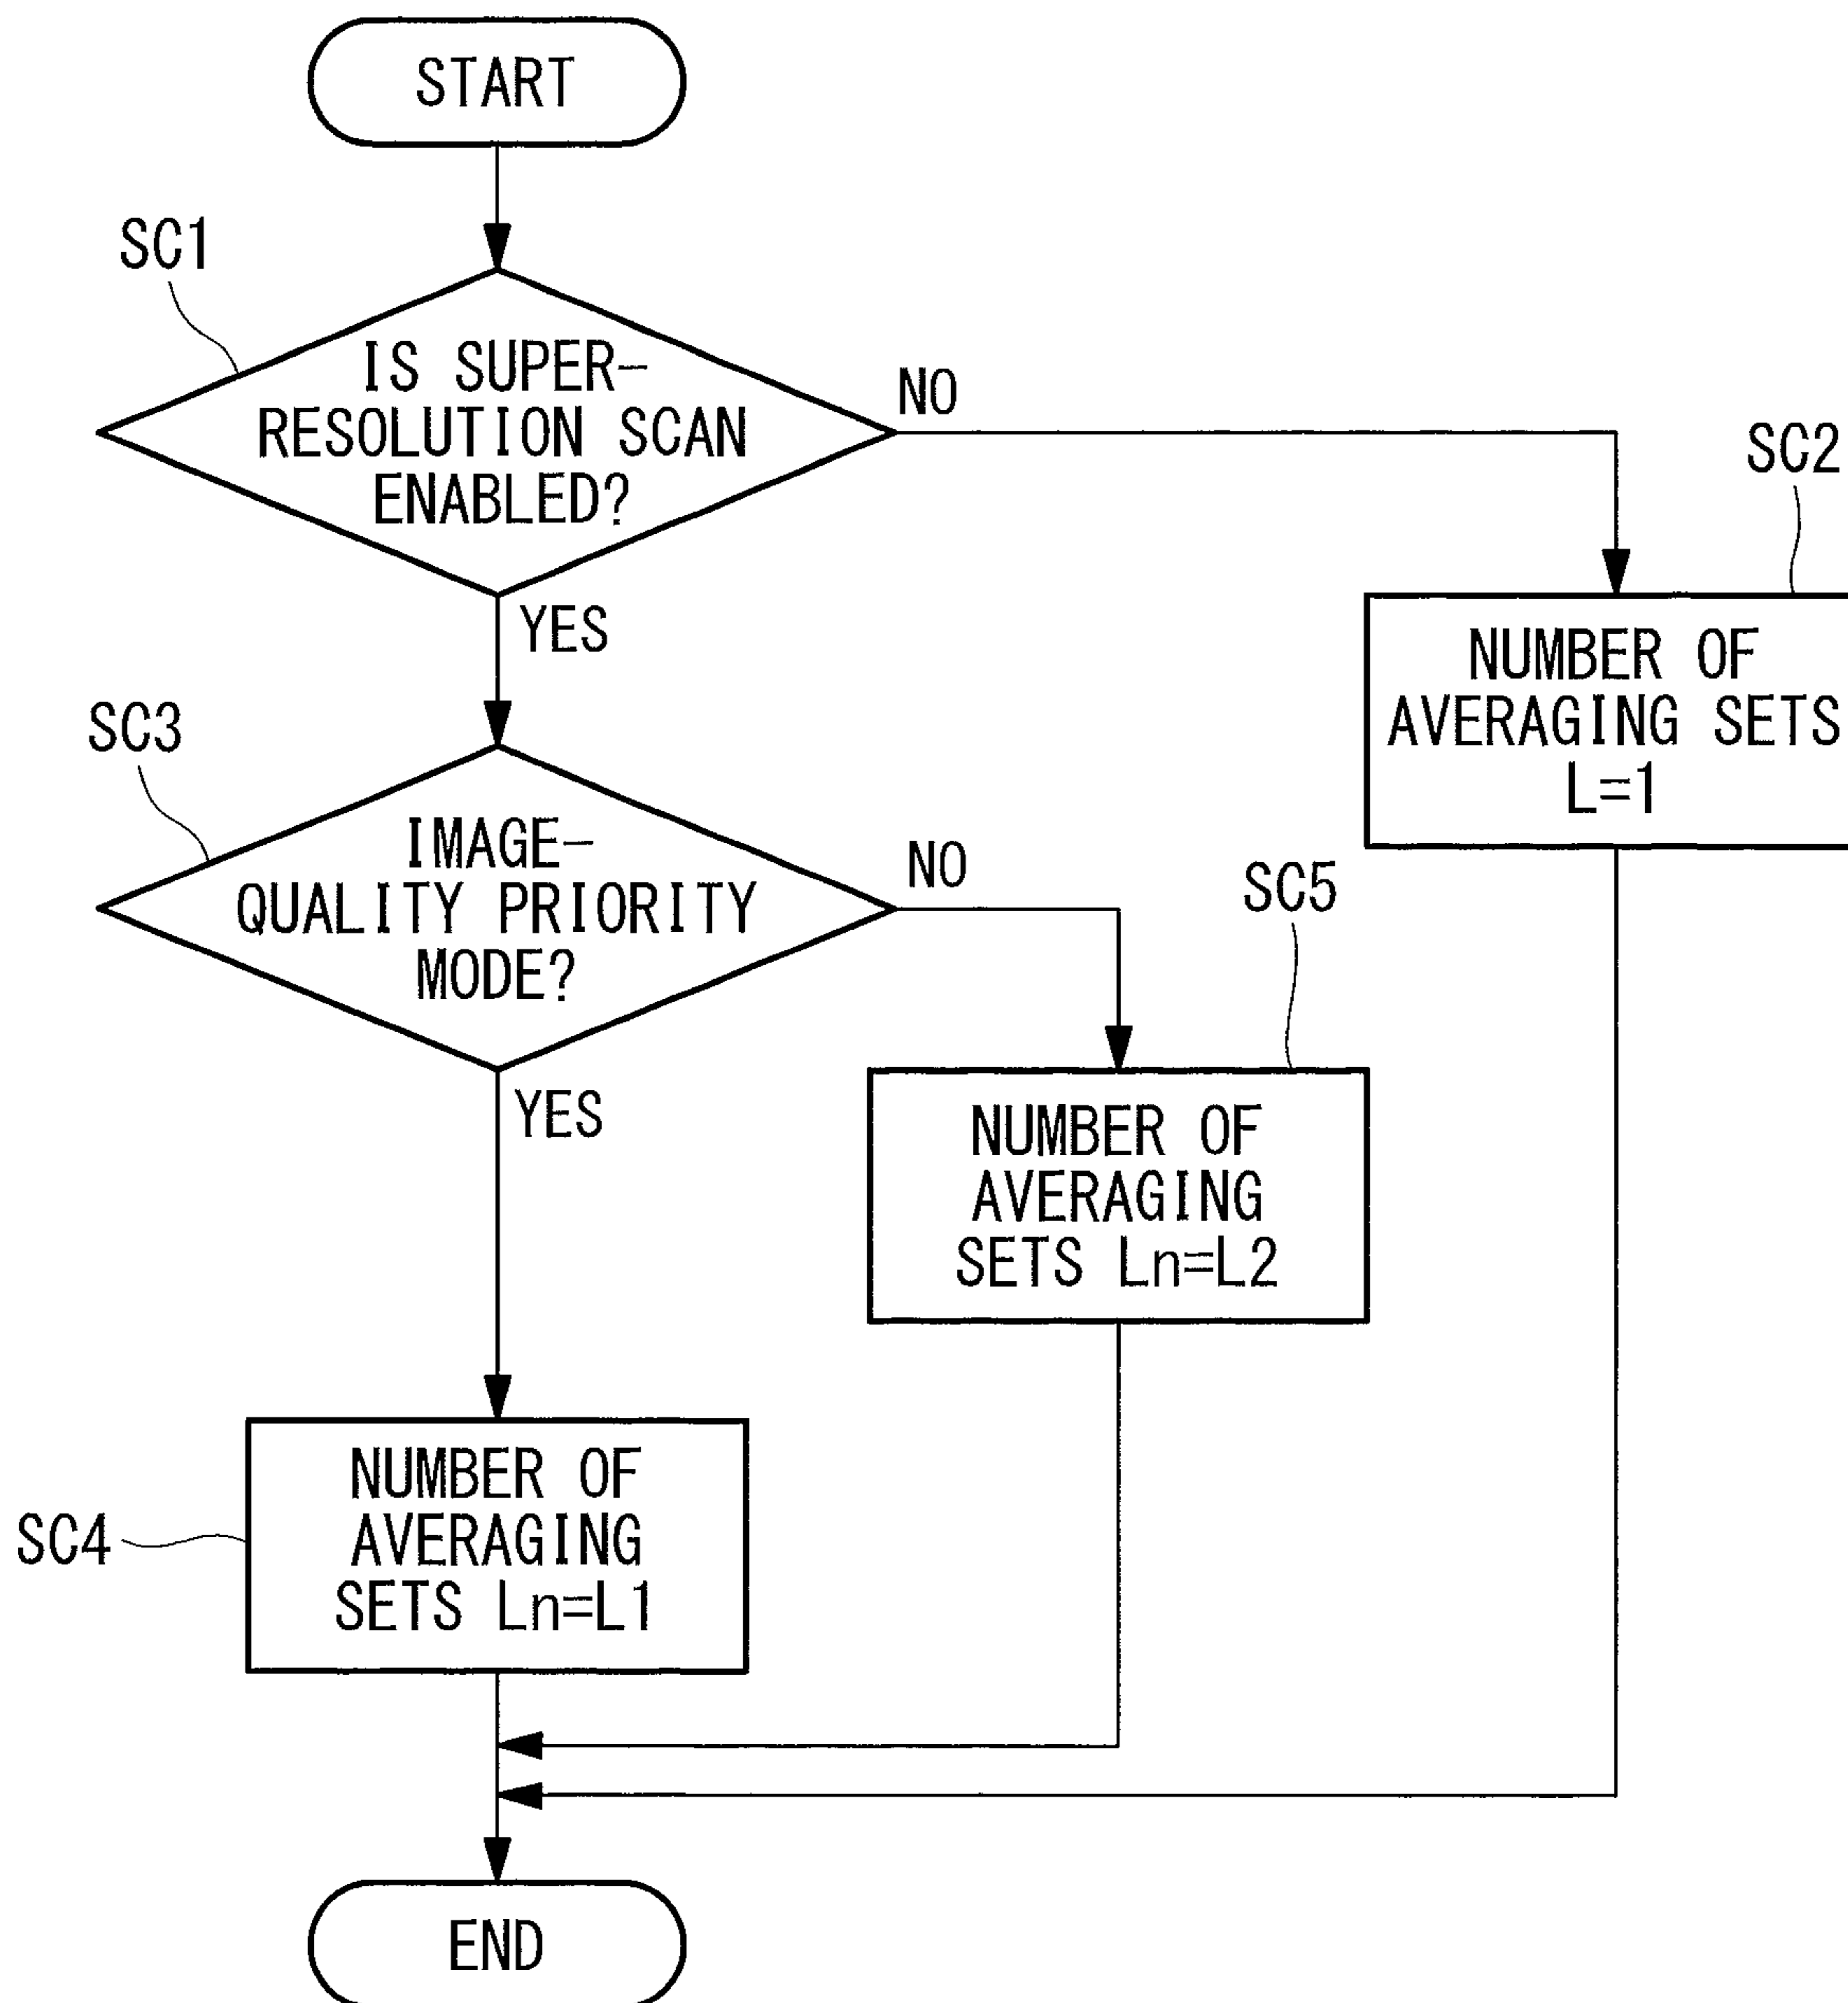 START
SC1
IS SUPER-
RESOLUTION SCAN
ENABLED?
NO
SC2
NUMBER OF
AVERAGING SETS
L=1
YES
SC3
IMAGE-
QUALITY PRIORITY
MODE?
NO
SC5
NUMBER OF
AVERAGING
SETS Ln=L2
YES
SC4
NUMBER OF
AVERAGING
SETS Ln=L1
END